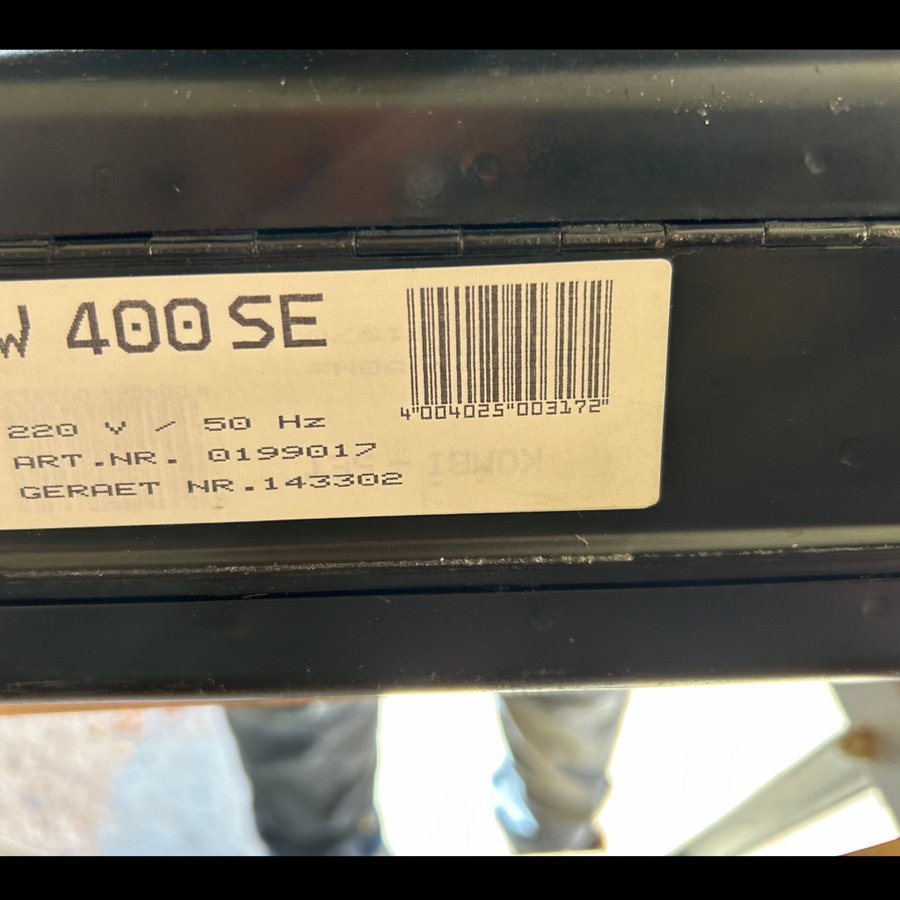 W 400 SE
4"004025"003172"
220 V / 50 Hz
ART.NR. 0199017
GERAET NR.143302